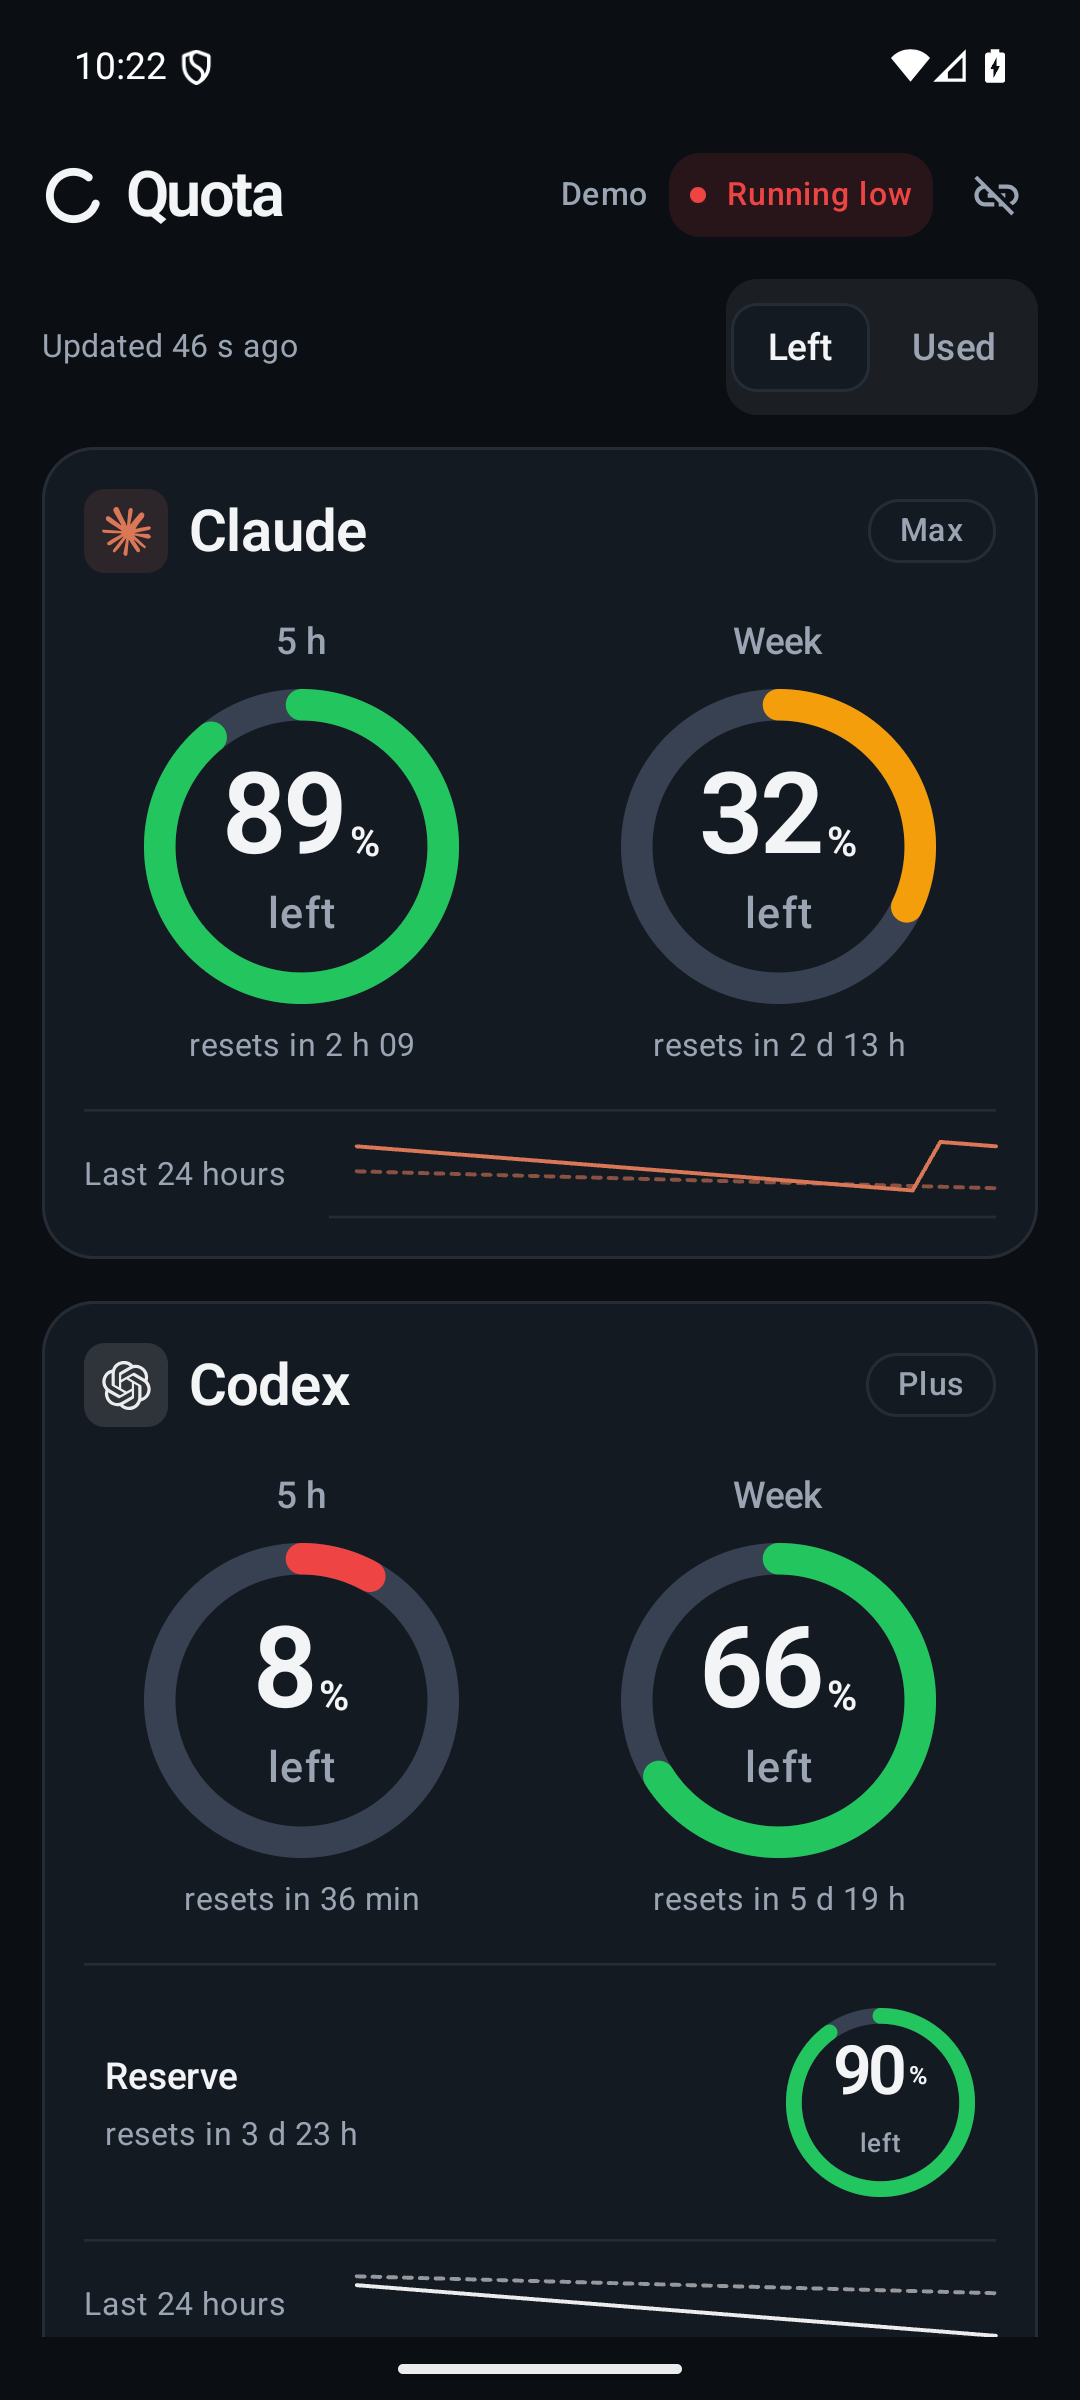 10:22
Quota
Demo
Running low
Updated 46 s ago
Left
Used
Claude
Max
5 h
Week
89%
left
32%
left
resets in 2 h 09
resets in 2 d 13 h
Last 24 hours
Codex
Plus
5 h
Week
8%
left
66%
left
resets in 36 min
resets in 5 d 19 h
Reserve
resets in 3 d 23 h
90%
left
Last 24 hours